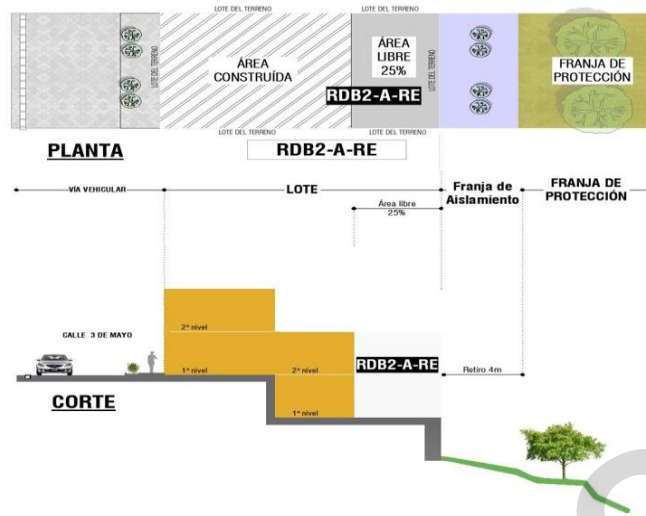 LOTE DEL TERRENO
LOTE DEL TERRENO
LOTE DEL TERRENO
ÁREA
CONSTRUÍDA
ÁREA
LIBRE
25%
LOTE DEL TERRENO
RDB2-A-RE
FRANJA DE
PROTECCIÓN
LOTE DEL TERRENO
LOTE DEL TERRENO
PLANTA
RDB2-A-RE
VÍA VEHICULAR
LOTE
Franja de
Aislamiento
FRANJA DE
PROTECCIÓN
Área libre
25%
2º nivel
CALLE 3 DE MAYO
1º nivel
2º nivel
RDB2-A-RE
Retiro 4m
CORTE
1º nivel